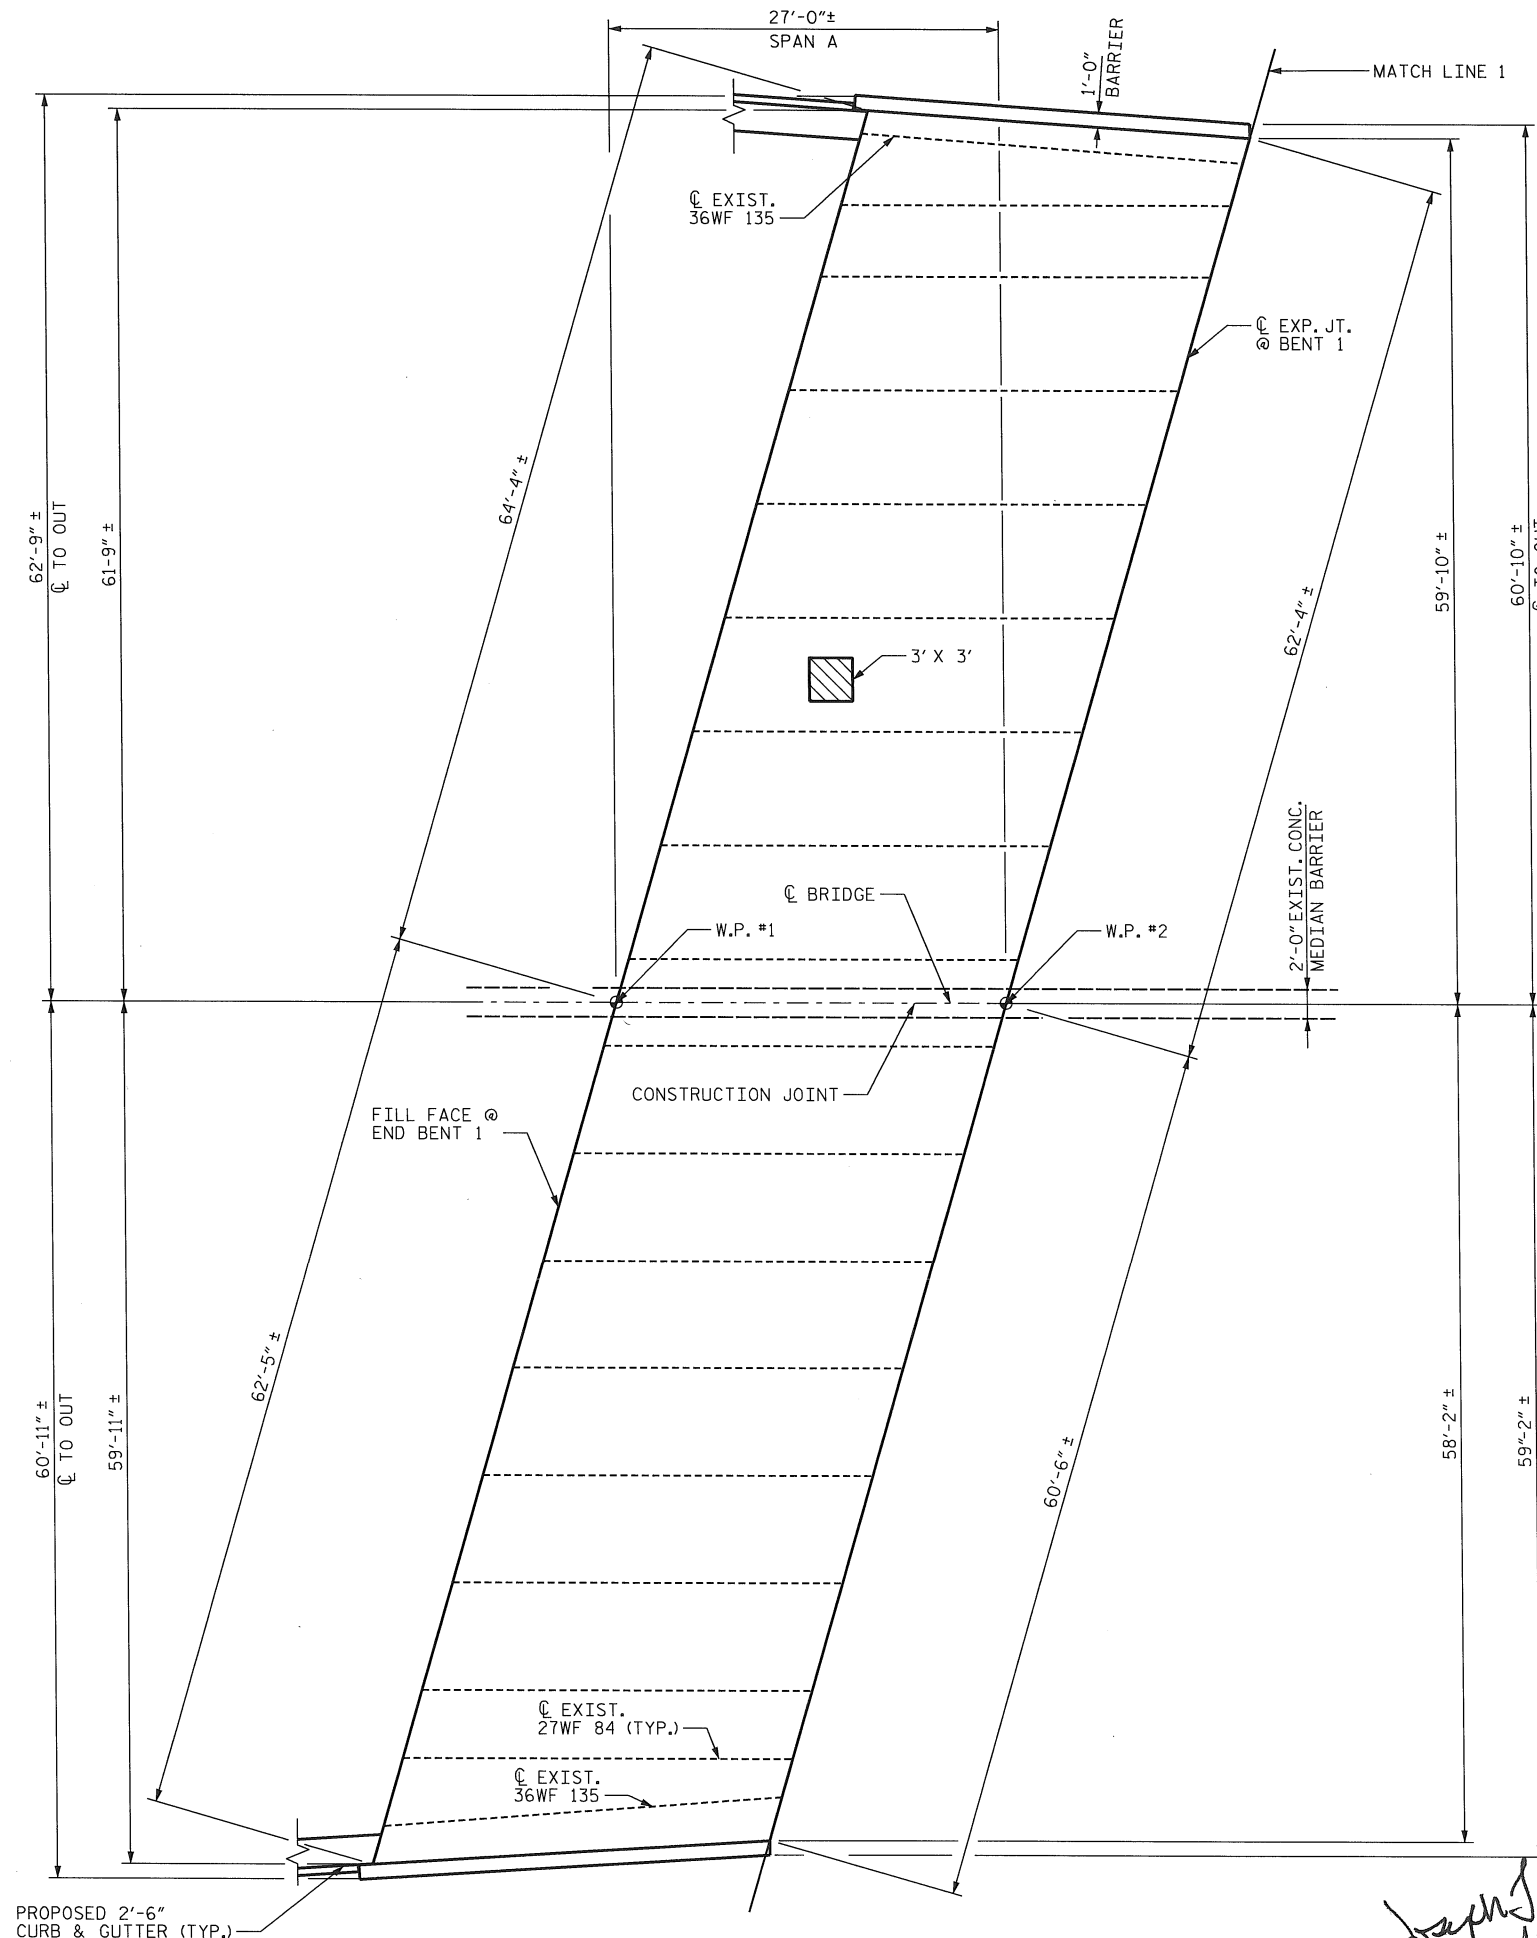 27'-0"±
SPAN A
1'-0"
BARRIER
MATCH LINE 1
℄ EXIST.
36WF 135
℄ EXP. JT.
@ BENT 1
64'-4" ±
62'-9" ±
℄ TO OUT
61-9" ±
59'-10" ±
60'-10" ±
62'-4" ±
3' X 3'
2'-0" EXIST. CONC.
MEDIAN BARRIER
℄ BRIDGE
W.P. #1
W.P. #2
CONSTRUCTION JOINT
FILL FACE @
END BENT 1
62'-5" ±
60'-11" ±
℄ TO OUT
59'-11" ±
58'-2" ±
59'-2" ±
60'-6" ±
℄ EXIST.
27WF 84 (TYP.)
℄ EXIST.
36WF 135
PROPOSED 2'-6"
CURB & GUTTER (TYP.)
Joseph J